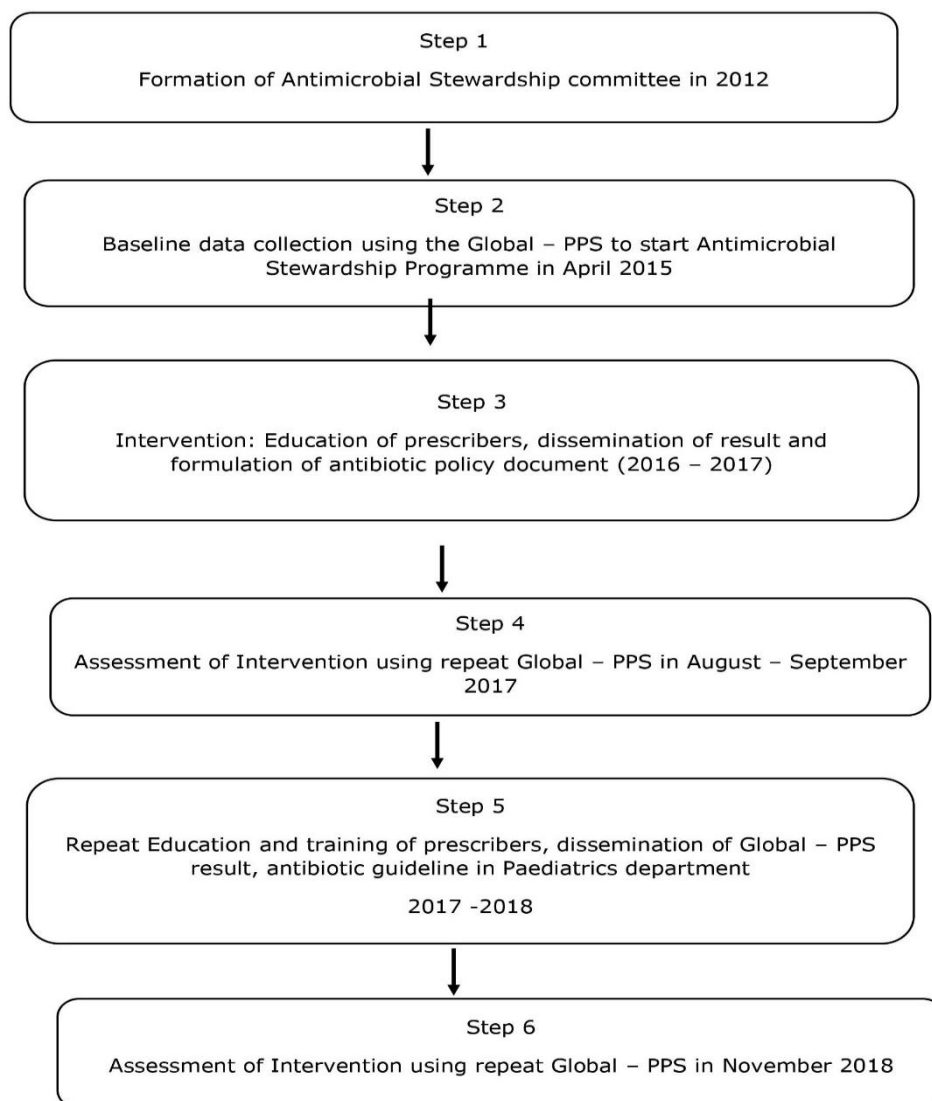 Step 1
Formation of Antimicrobial Stewardship committee in 2012
Step 2
Baseline data collection using the Global – PPS to start Antimicrobial
Stewardship Programme in April 2015
Step 3
Intervention: Education of prescribers, dissemination of result and
formulation of antibiotic policy document (2016 – 2017)
Step 4
Assessment of Intervention using repeat Global – PPS in August – September
2017
Step 5
Repeat Education and training of prescribers, dissemination of Global – PPS
result, antibiotic guideline in Paediatrics department
2017 -2018
Step 6
Assessment of Intervention using repeat Global – PPS in November 2018